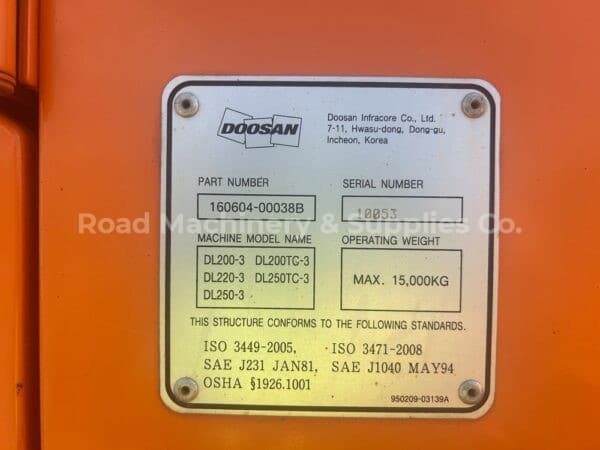 DOOSAN
Doosan Infracore Co., Ltd.
7-11, Hwasu-dong, Dong-gu,
Incheon, Korea
PART NUMBER
160604-00038B
SERIAL NUMBER
10053
Road Machinery & Supplies Co.
MACHINE MODEL NAME
DL200-3 DL200TC-3
DL220-3 DL250TC-3
DL250-3
OPERATING WEIGHT
MAX. 15,000KG
THIS STRUCTURE CONFORMS TO THE FOLLOWING STANDARDS.
ISO 3449-2005, ISO 3471-2008
SAE J231 JAN81, SAE J1040 MAY94
OSHA §1926.1001
950209-03139A